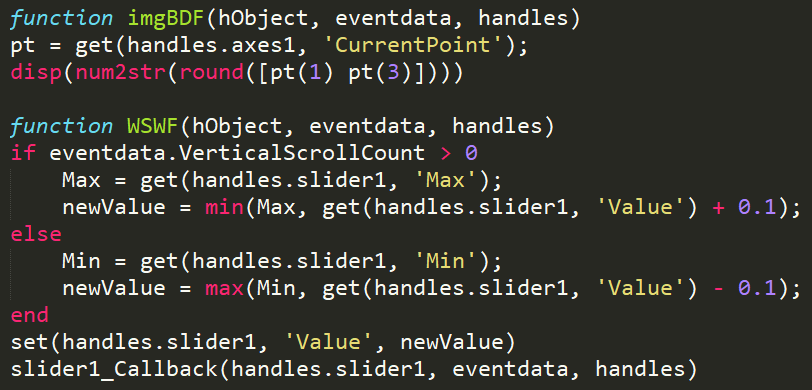 function imgBDF(hObject, eventdata, handles)
pt = get(handles.axes1, 'CurrentPoint');
disp(num2str(round([pt(1) pt(3)])))

function WSWF(hObject, eventdata, handles)
if eventdata.VerticalScrollCount > 0
    Max = get(handles.slider1, 'Max');
    newValue = min(Max, get(handles.slider1, 'Value') + 0.1);
else
    Min = get(handles.slider1, 'Min');
    newValue = max(Min, get(handles.slider1, 'Value') - 0.1);
end
set(handles.slider1, 'Value', newValue)
slider1_Callback(handles.slider1, eventdata, handles)